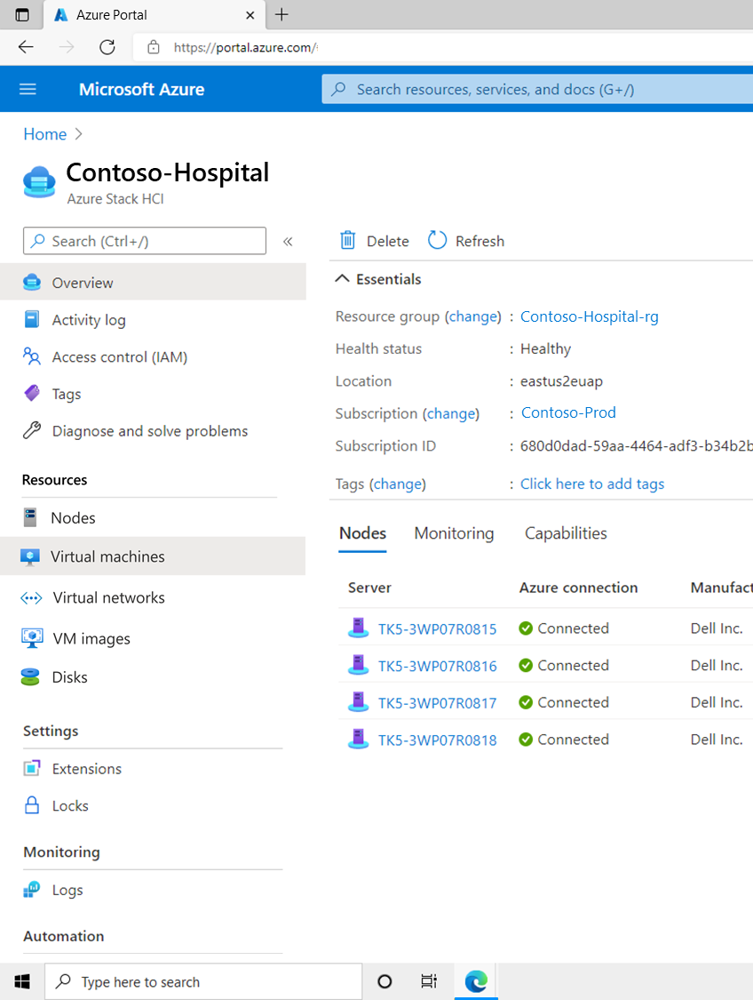 Azure Portal
https://portal.azure.com/
Microsoft Azure
Search resources, services, and docs (G+/)
Home
Contoso-Hospital
Azure Stack HCI
Search (Ctrl+/)
Overview
Activity log
Access control (IAM)
Tags
Diagnose and solve problems
Resources
Nodes
Virtual machines
Virtual networks
VM images
Disks
Settings
Extensions
Locks
Monitoring
Logs
Automation
Delete Refresh
Essentials
Resource group (change) : Contoso-Hospital-rg
Health status : Healthy
Location : eastus2euap
Subscription (change) : Contoso-Prod
Subscription ID : 680d0dad-59aa-4464-adf3-b34b2b
Tags (change) : Click here to add tags
Nodes Monitoring Capabilities
Server Azure connection Manufact
TK5-3WP07R0815 Connected Dell Inc.
TK5-3WP07R0816 Connected Dell Inc.
TK5-3WP07R0817 Connected Dell Inc.
TK5-3WP07R0818 Connected Dell Inc.
Type here to search